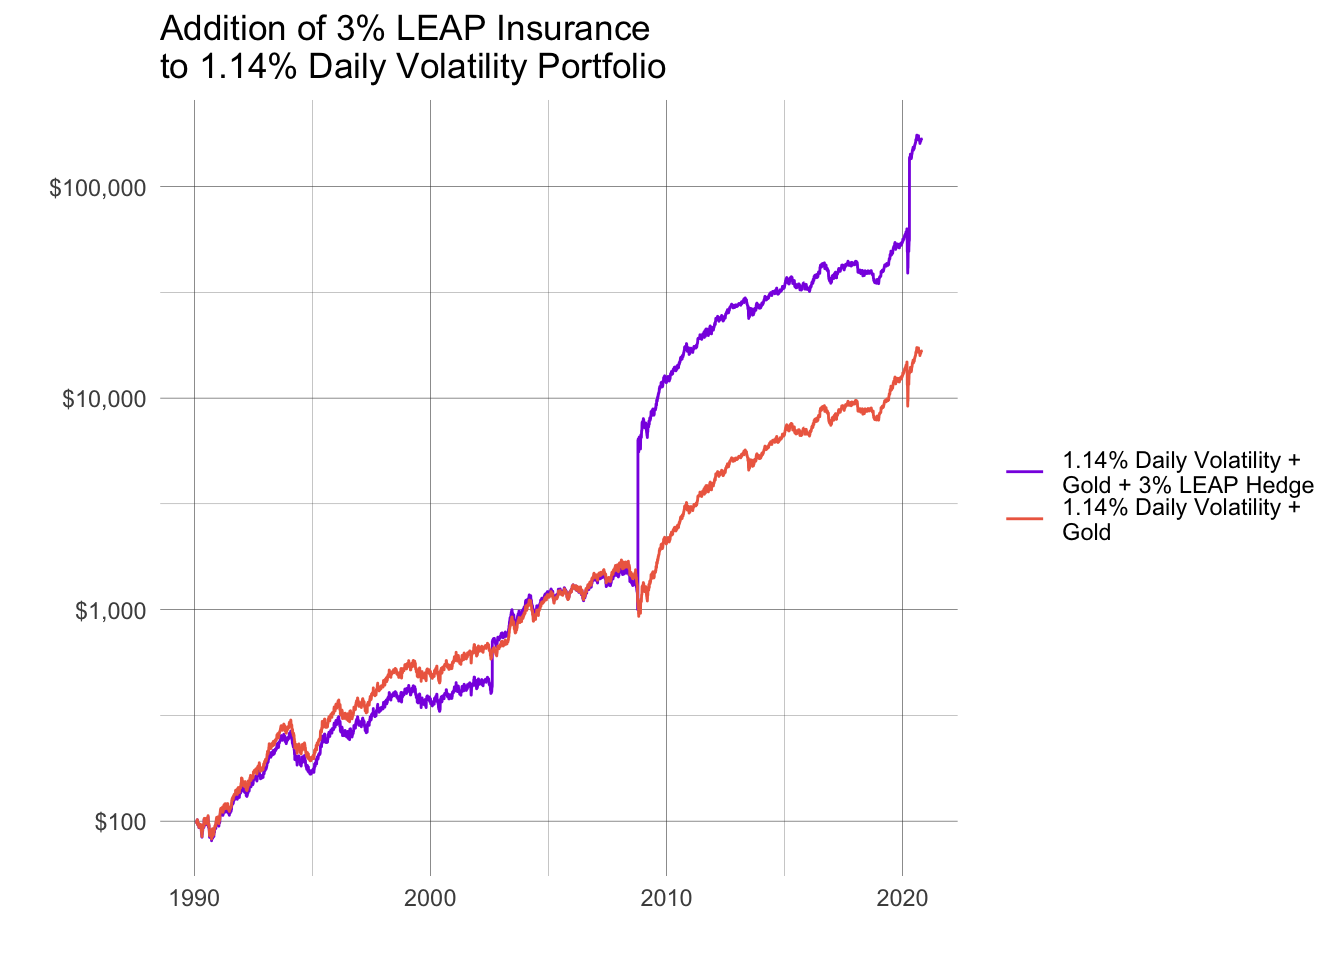 Addition of 3% LEAP Insurance
to 1.14% Daily Volatility Portfolio
$100,000
$10,000
$1,000
$100
1990
2000
2010
2020
1.14% Daily Volatility +
Gold + 3% LEAP Hedge
1.14% Daily Volatility +
Gold